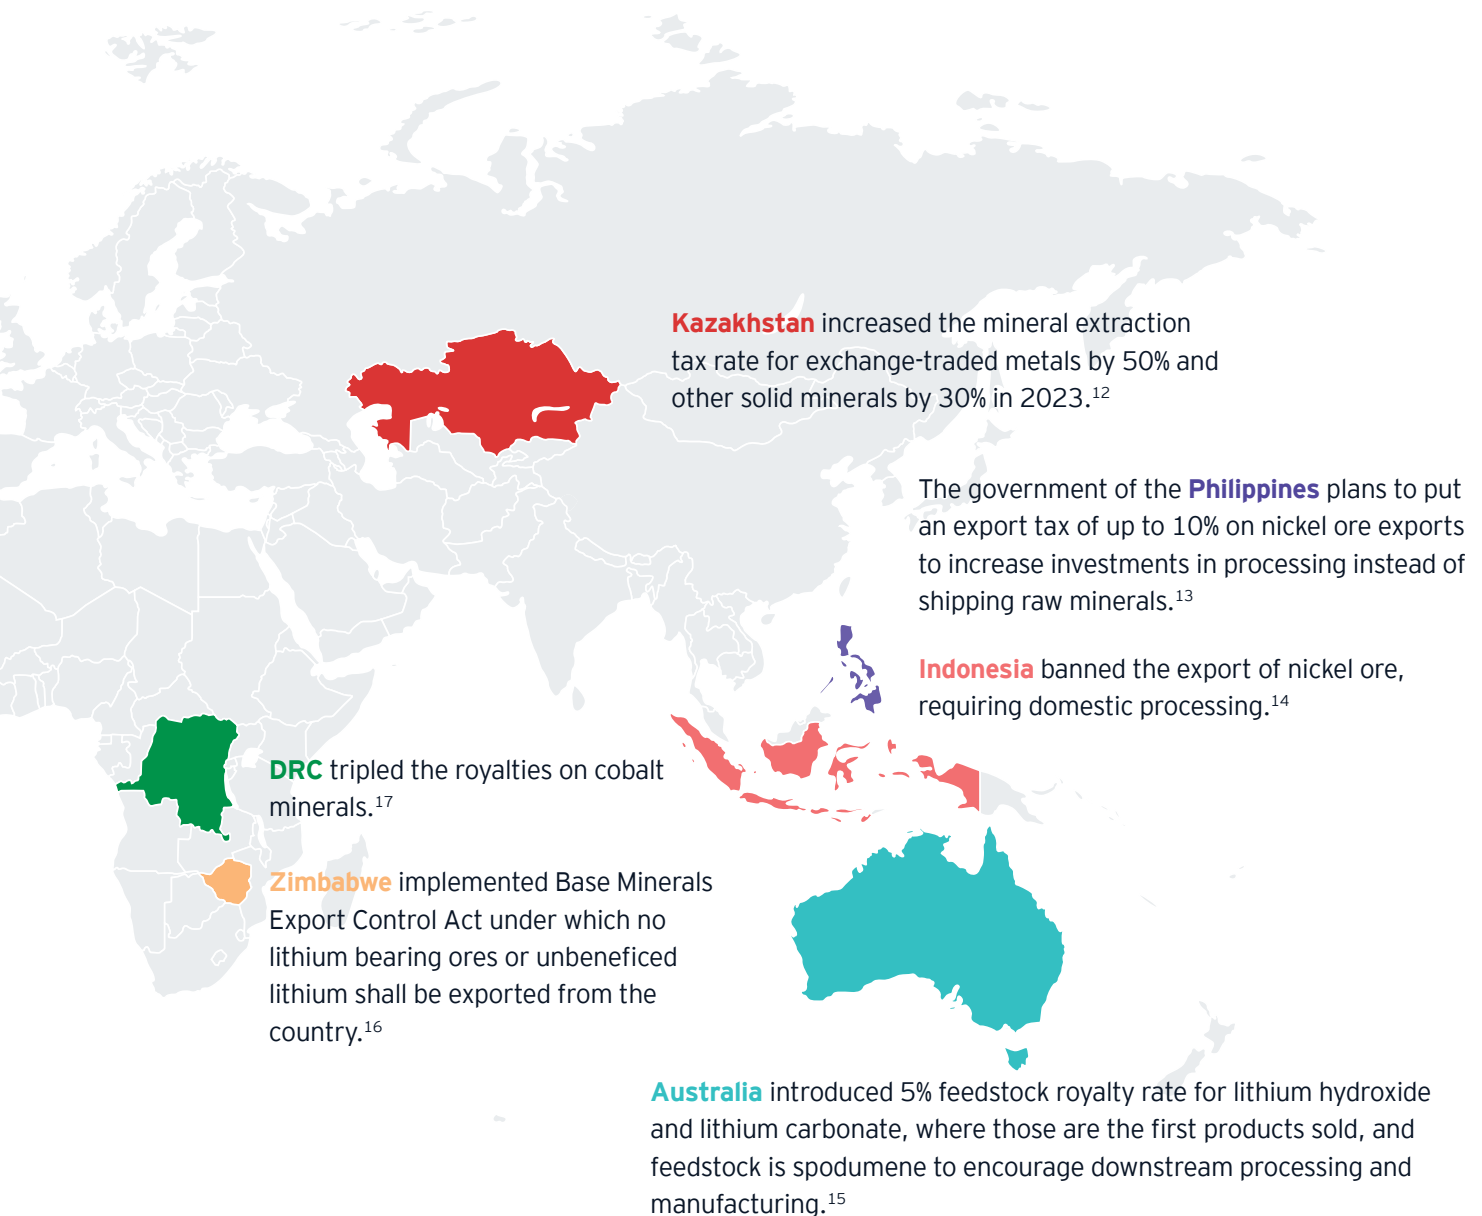 Kazakhstan increased the mineral extraction
tax rate for exchange-traded metals by 50% and
other solid minerals by 30% in 2023.12
The government of the Philippines plans to put
an export tax of up to 10% on nickel ore exports
to increase investments in processing instead of
shipping raw minerals.13
Indonesia banned the export of nickel ore,
requiring domestic processing.14
DRC tripled the royalties on cobalt
minerals.17
Zimbabwe implemented Base Minerals
Export Control Act under which no
lithium bearing ores or unbeneficed
lithium shall be exported from the
country.16
Australia introduced 5% feedstock royalty rate for lithium hydroxide
and lithium carbonate, where those are the first products sold, and
feedstock is spodumene to encourage downstream processing and
manufacturing.15